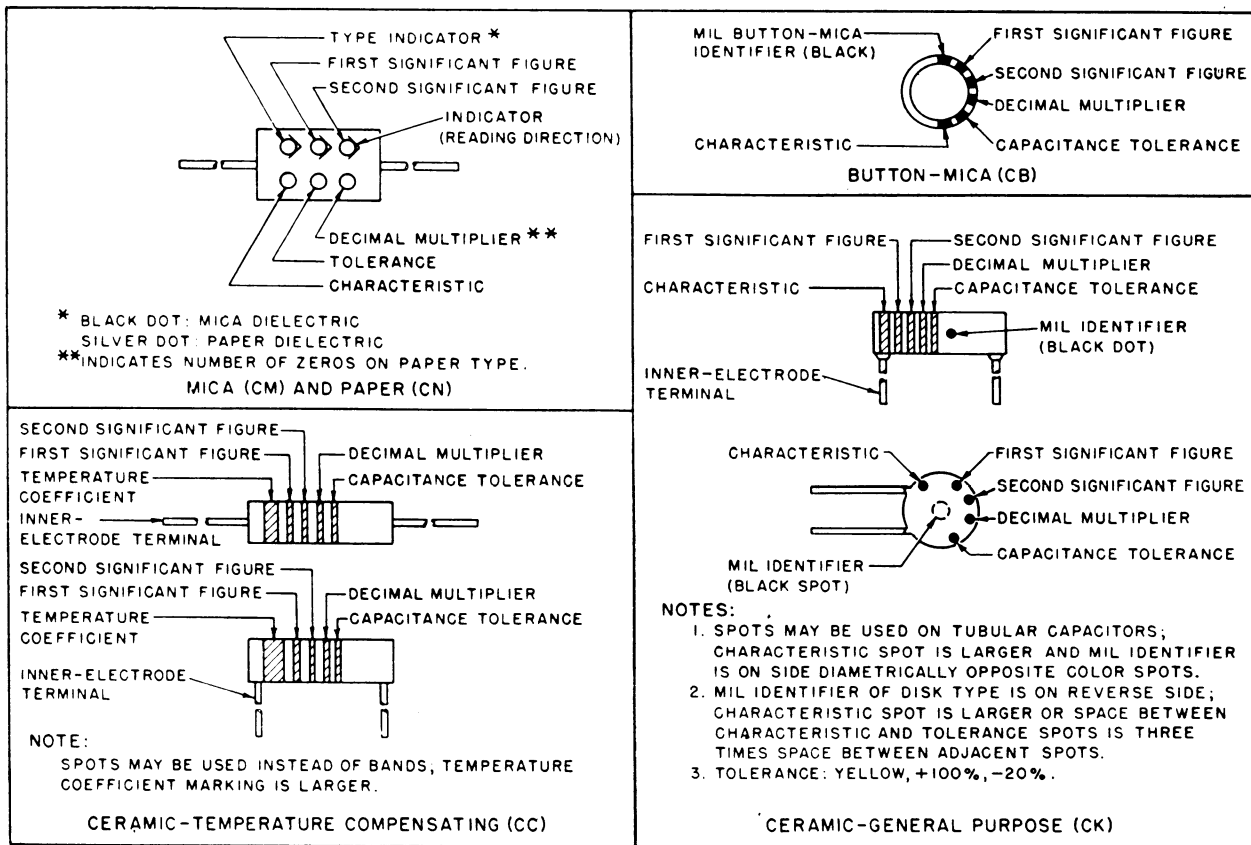 TYPE INDICATOR *
FIRST SIGNIFICANT FIGURE
SECOND SIGNIFICANT FIGURE
INDICATOR
(READING DIRECTION)
DECIMAL MULTIPLIER **
TOLERANCE
CHARACTERISTIC
* BLACK DOT: MICA DIELECTRIC
SILVER DOT: PAPER DIELECTRIC
**INDICATES NUMBER OF ZEROS ON PAPER TYPE.
MICA (CM) AND PAPER (CN)
MIL BUTTON-MICA
IDENTIFIER (BLACK)
FIRST SIGNIFICANT FIGURE
SECOND SIGNIFICANT FIGURE
DECIMAL MULTIPLIER
CHARACTERISTIC
CAPACITANCE TOLERANCE
BUTTON-MICA (CB)
SECOND SIGNIFICANT FIGURE
FIRST SIGNIFICANT FIGURE
DECIMAL MULTIPLIER
TEMPERATURE
COEFFICIENT
CAPACITANCE TOLERANCE
INNER-
ELECTRODE TERMINAL
SECOND SIGNIFICANT FIGURE
FIRST SIGNIFICANT FIGURE
DECIMAL MULTIPLIER
TEMPERATURE
COEFFICIENT
CAPACITANCE TOLERANCE
INNER-ELECTRODE
TERMINAL
NOTE:
SPOTS MAY BE USED INSTEAD OF BANDS; TEMPERATURE
COEFFICIENT MARKING IS LARGER.
CERAMIC-TEMPERATURE COMPENSATING (CC)
FIRST SIGNIFICANT FIGURE
SECOND SIGNIFICANT FIGURE
DECIMAL MULTIPLIER
CHARACTERISTIC
CAPACITANCE TOLERANCE
MIL IDENTIFIER
(BLACK DOT)
INNER-ELECTRODE
TERMINAL
CHARACTERISTIC
FIRST SIGNIFICANT FIGURE
SECOND SIGNIFICANT FIGURE
DECIMAL MULTIPLIER
CAPACITANCE TOLERANCE
MIL IDENTIFIER
(BLACK SPOT)
NOTES:
1. SPOTS MAY BE USED ON TUBULAR CAPACITORS;
CHARACTERISTIC SPOT IS LARGER AND MIL IDENTIFIER
IS ON SIDE DIAMETRICALLY OPPOSITE COLOR SPOTS.
2. MIL IDENTIFIER OF DISK TYPE IS ON REVERSE SIDE;
CHARACTERISTIC SPOT IS LARGER OR SPACE BETWEEN
CHARACTERISTIC AND TOLERANCE SPOTS IS THREE
TIMES SPACE BETWEEN ADJACENT SPOTS.
3. TOLERANCE: YELLOW, +100%, -20%.
CERAMIC-GENERAL PURPOSE (CK)